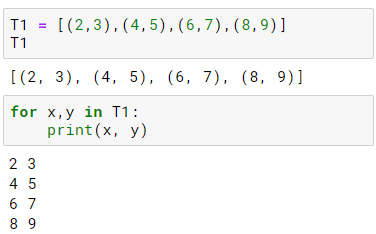 T1 = [(2,3),(4,5),(6,7),(8,9)]
T1
[(2, 3), (4, 5), (6, 7), (8, 9)]
for x,y in T1:
    print(x, y)
2 3
4 5
6 7
8 9